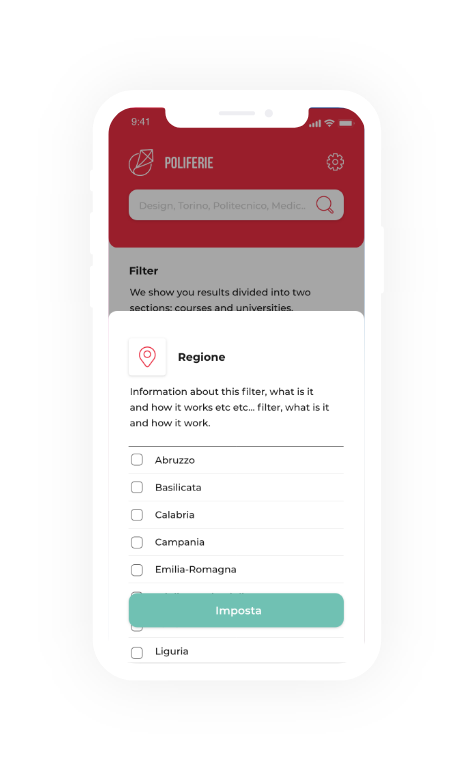 9:41
POLIFERIE
Design, Torino, Politecnico, Medic...
Filter
We show you results divided into two
sections: courses and universities.
Regione
Information about this filter, what is it
and how it works etc etc... filter, what is it
and how it work.
Abruzzo
Basilicata
Calabria
Campania
Emilia-Romagna
Imposta
Liguria